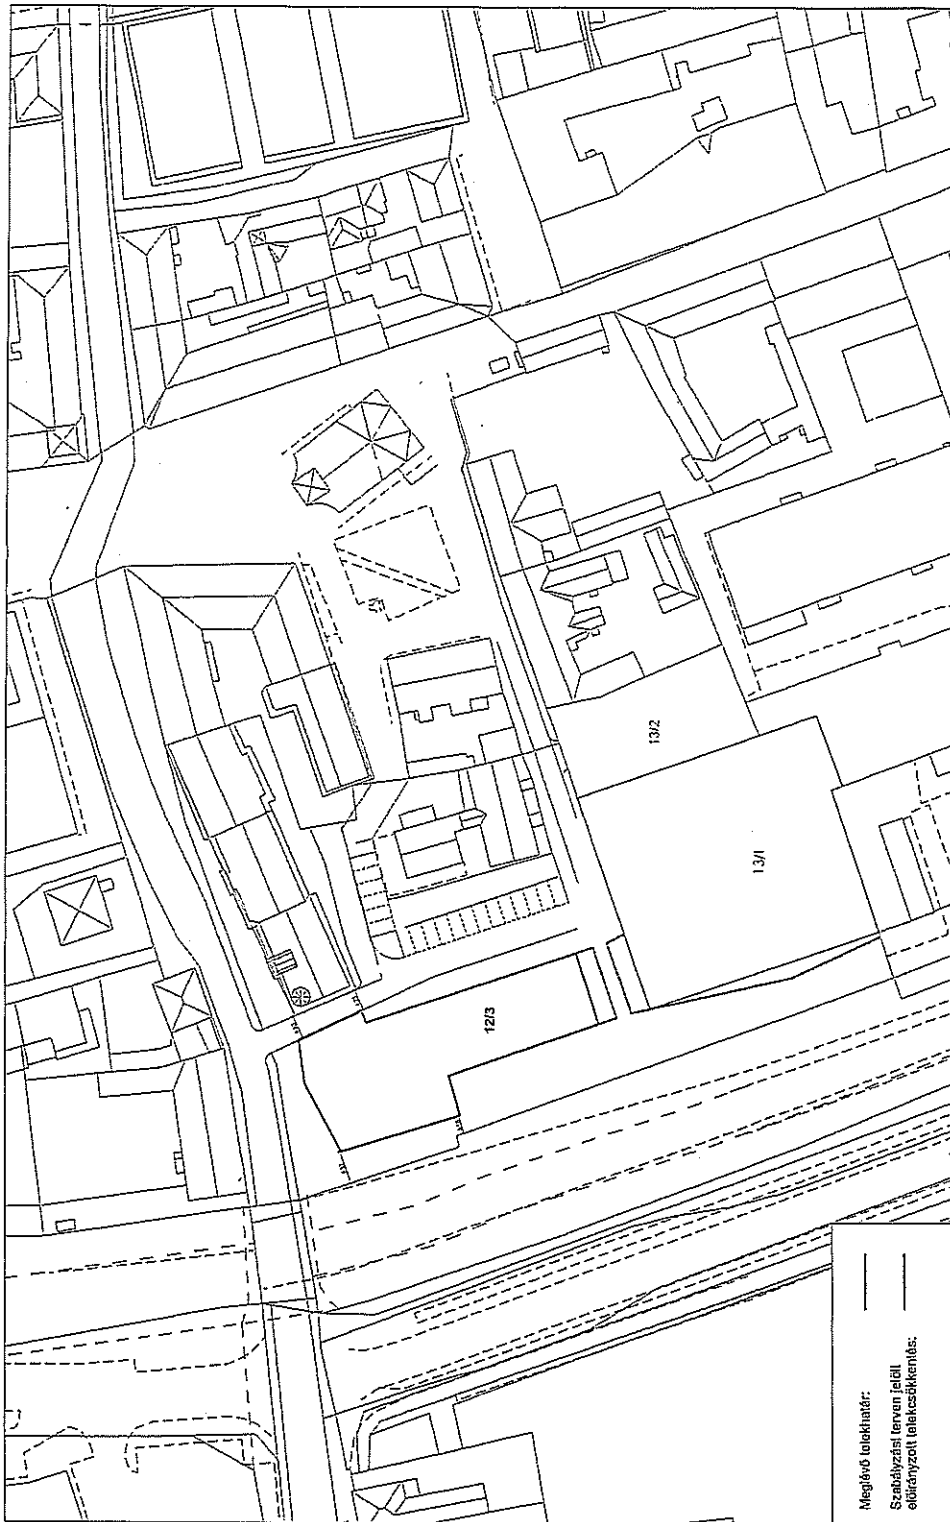 13/2
13/1
12/3
Meglévő telekhatár:
Szabályzási terven jelölt
előirányzott telekcsökkentés: